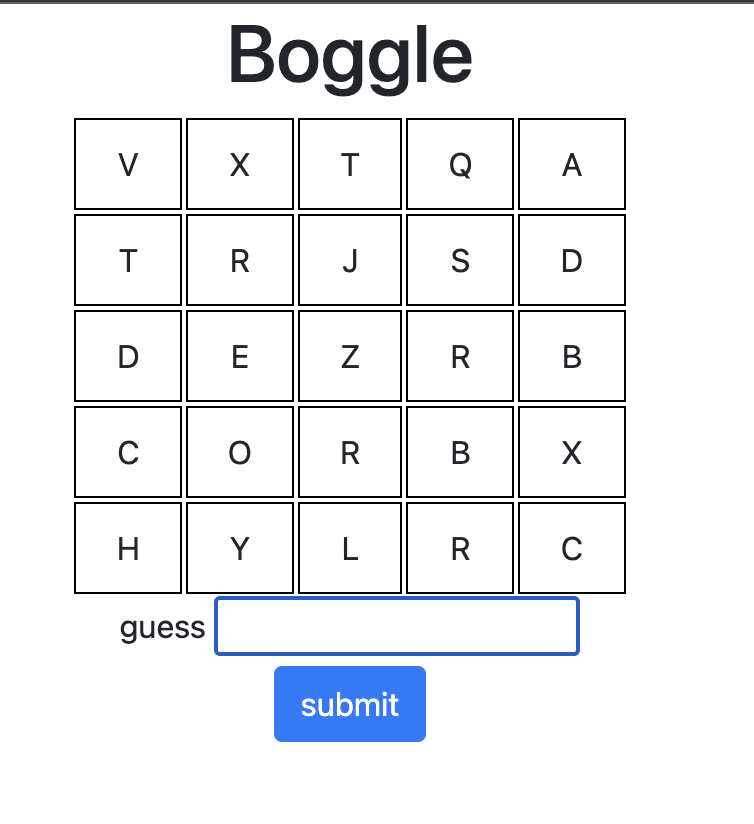 Boggle
V X T Q A
T R J S D
D E Z R B
C O R B X
H Y L R C
guess
submit